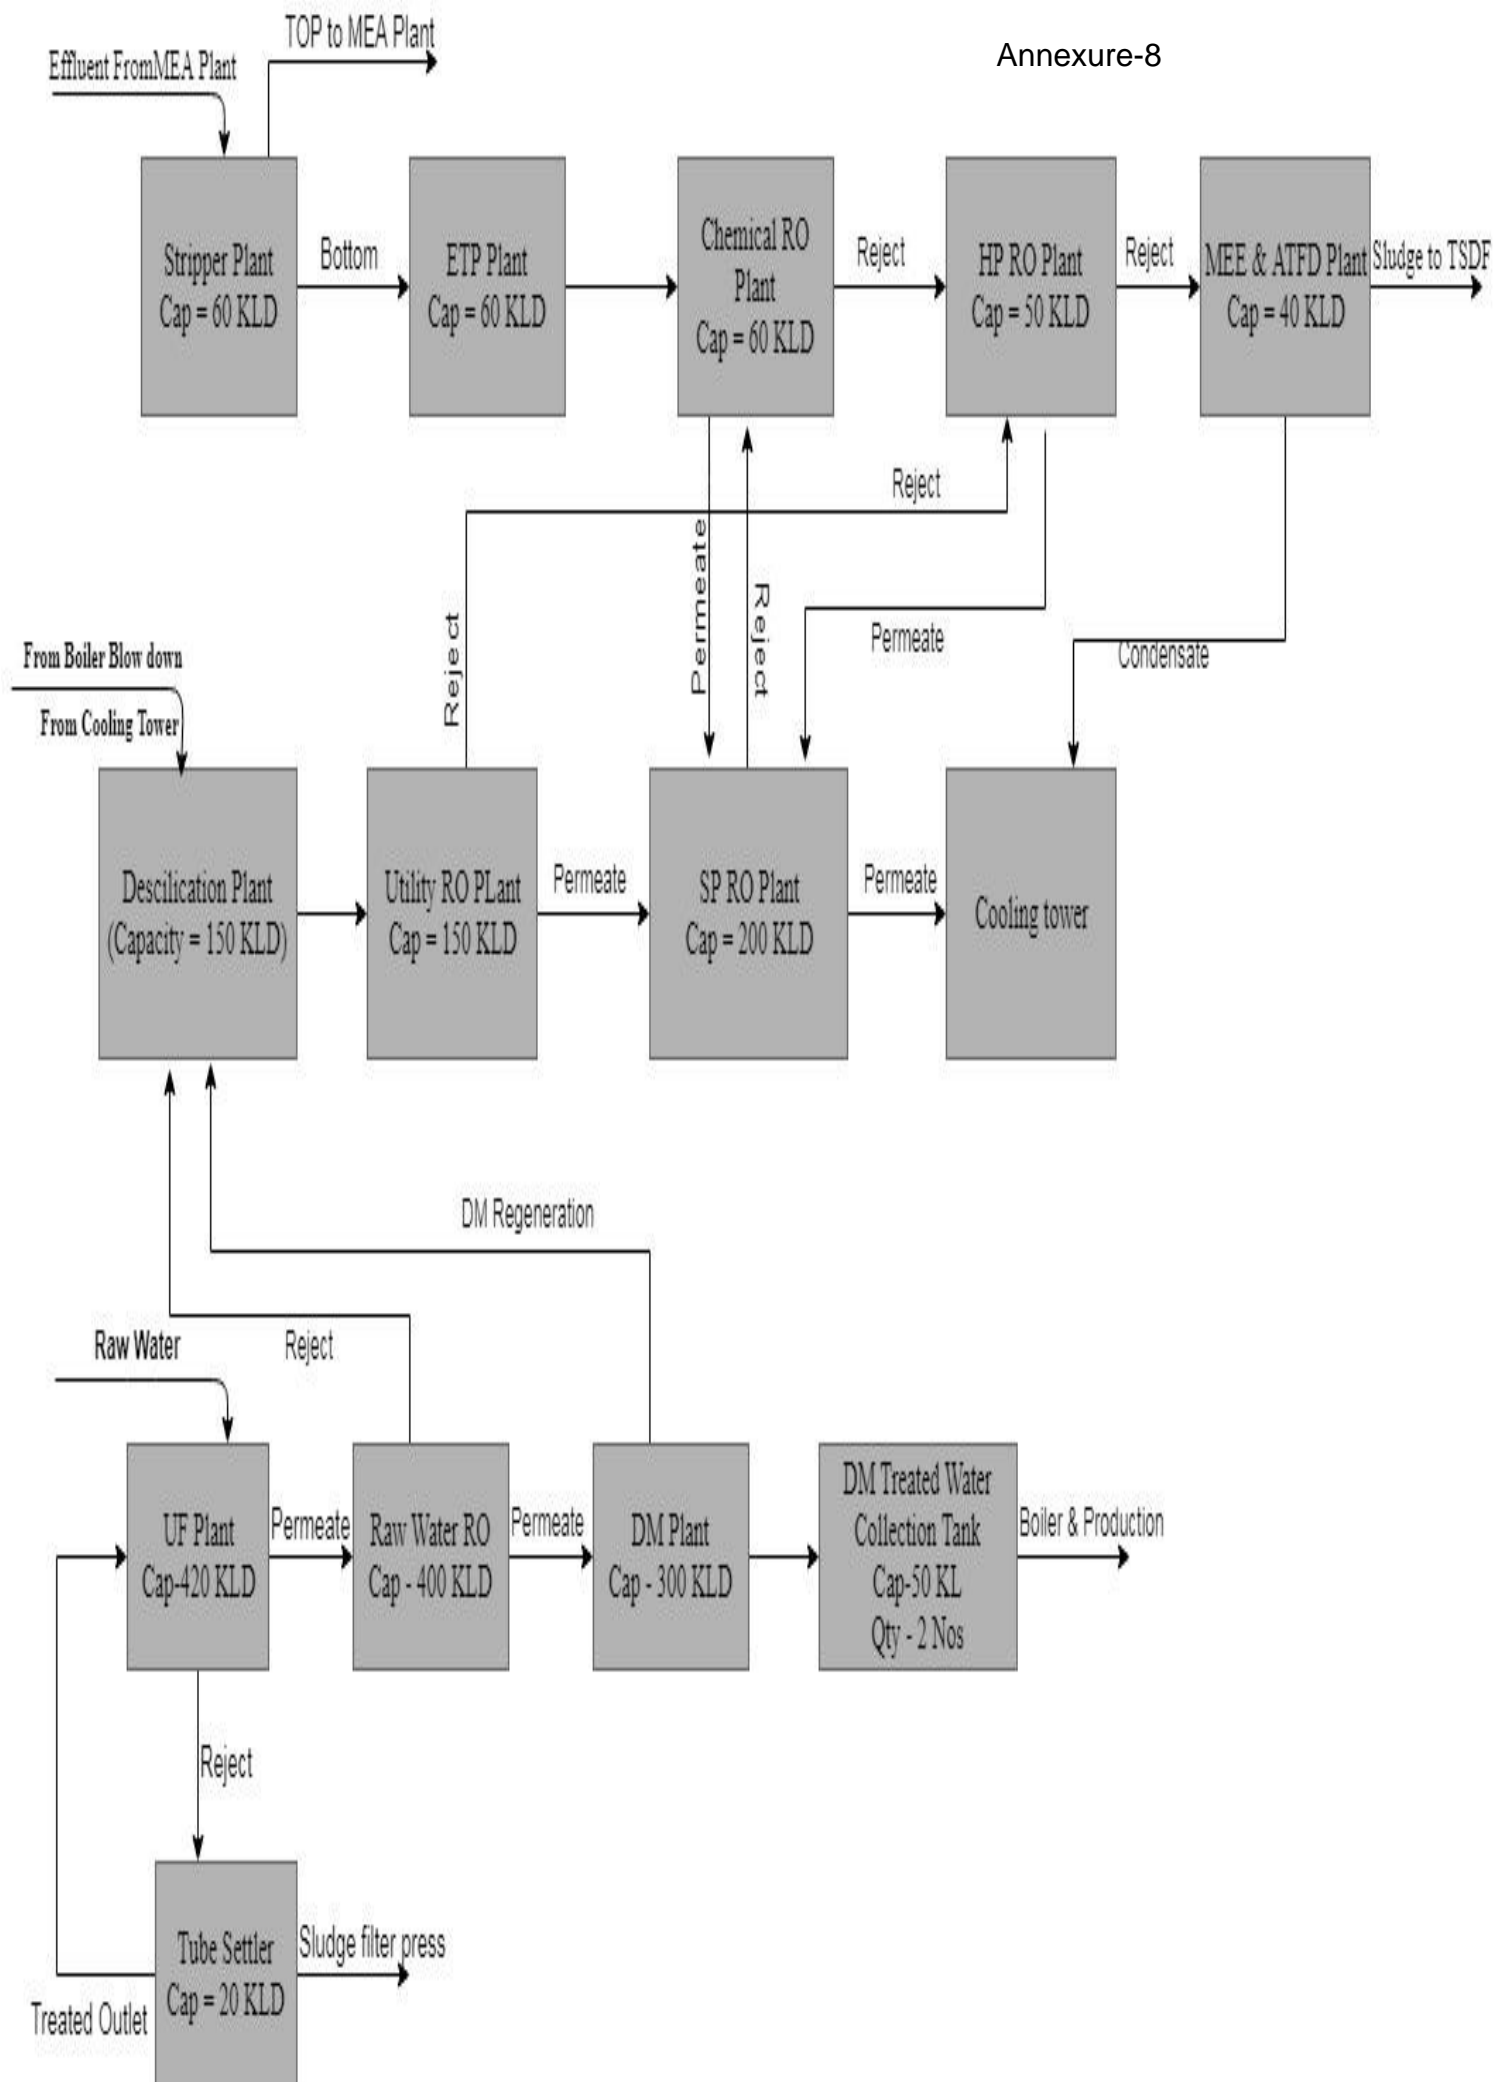 Annexure-8
TOP to MEA Plant
Effluent FromMEA Plant
Stripper Plant
Cap = 60 KLD
Bottom
ETP Plant
Cap = 60 KLD
Chemical RO
Plant
Cap = 60 KLD
Reject
HP RO Plant
Cap = 50 KLD
Reject
MEE & ATFD Plant
Cap = 40 KLD
Sludge to TSDF
Reject
Permeate
Reject
Reject
Permeate
Condensate
From Boiler Blow down
From Cooling Tower
Descilication Plant
(Capacity = 150 KLD)
Utility RO PLant
Cap = 150 KLD
Permeate
SP RO Plant
Cap = 200 KLD
Permeate
Cooling tower
DM Regeneration
Reject
Raw Water
UF Plant
Cap-420 KLD
Permeate
Raw Water RO
Cap - 400 KLD
Permeate
DM Plant
Cap - 300 KLD
DM Treated Water
Collection Tank
Cap-50 KL
Qty - 2 Nos
Boiler & Production
Reject
Tube Settler
Cap = 20 KLD
Sludge filter press
Treated Outlet